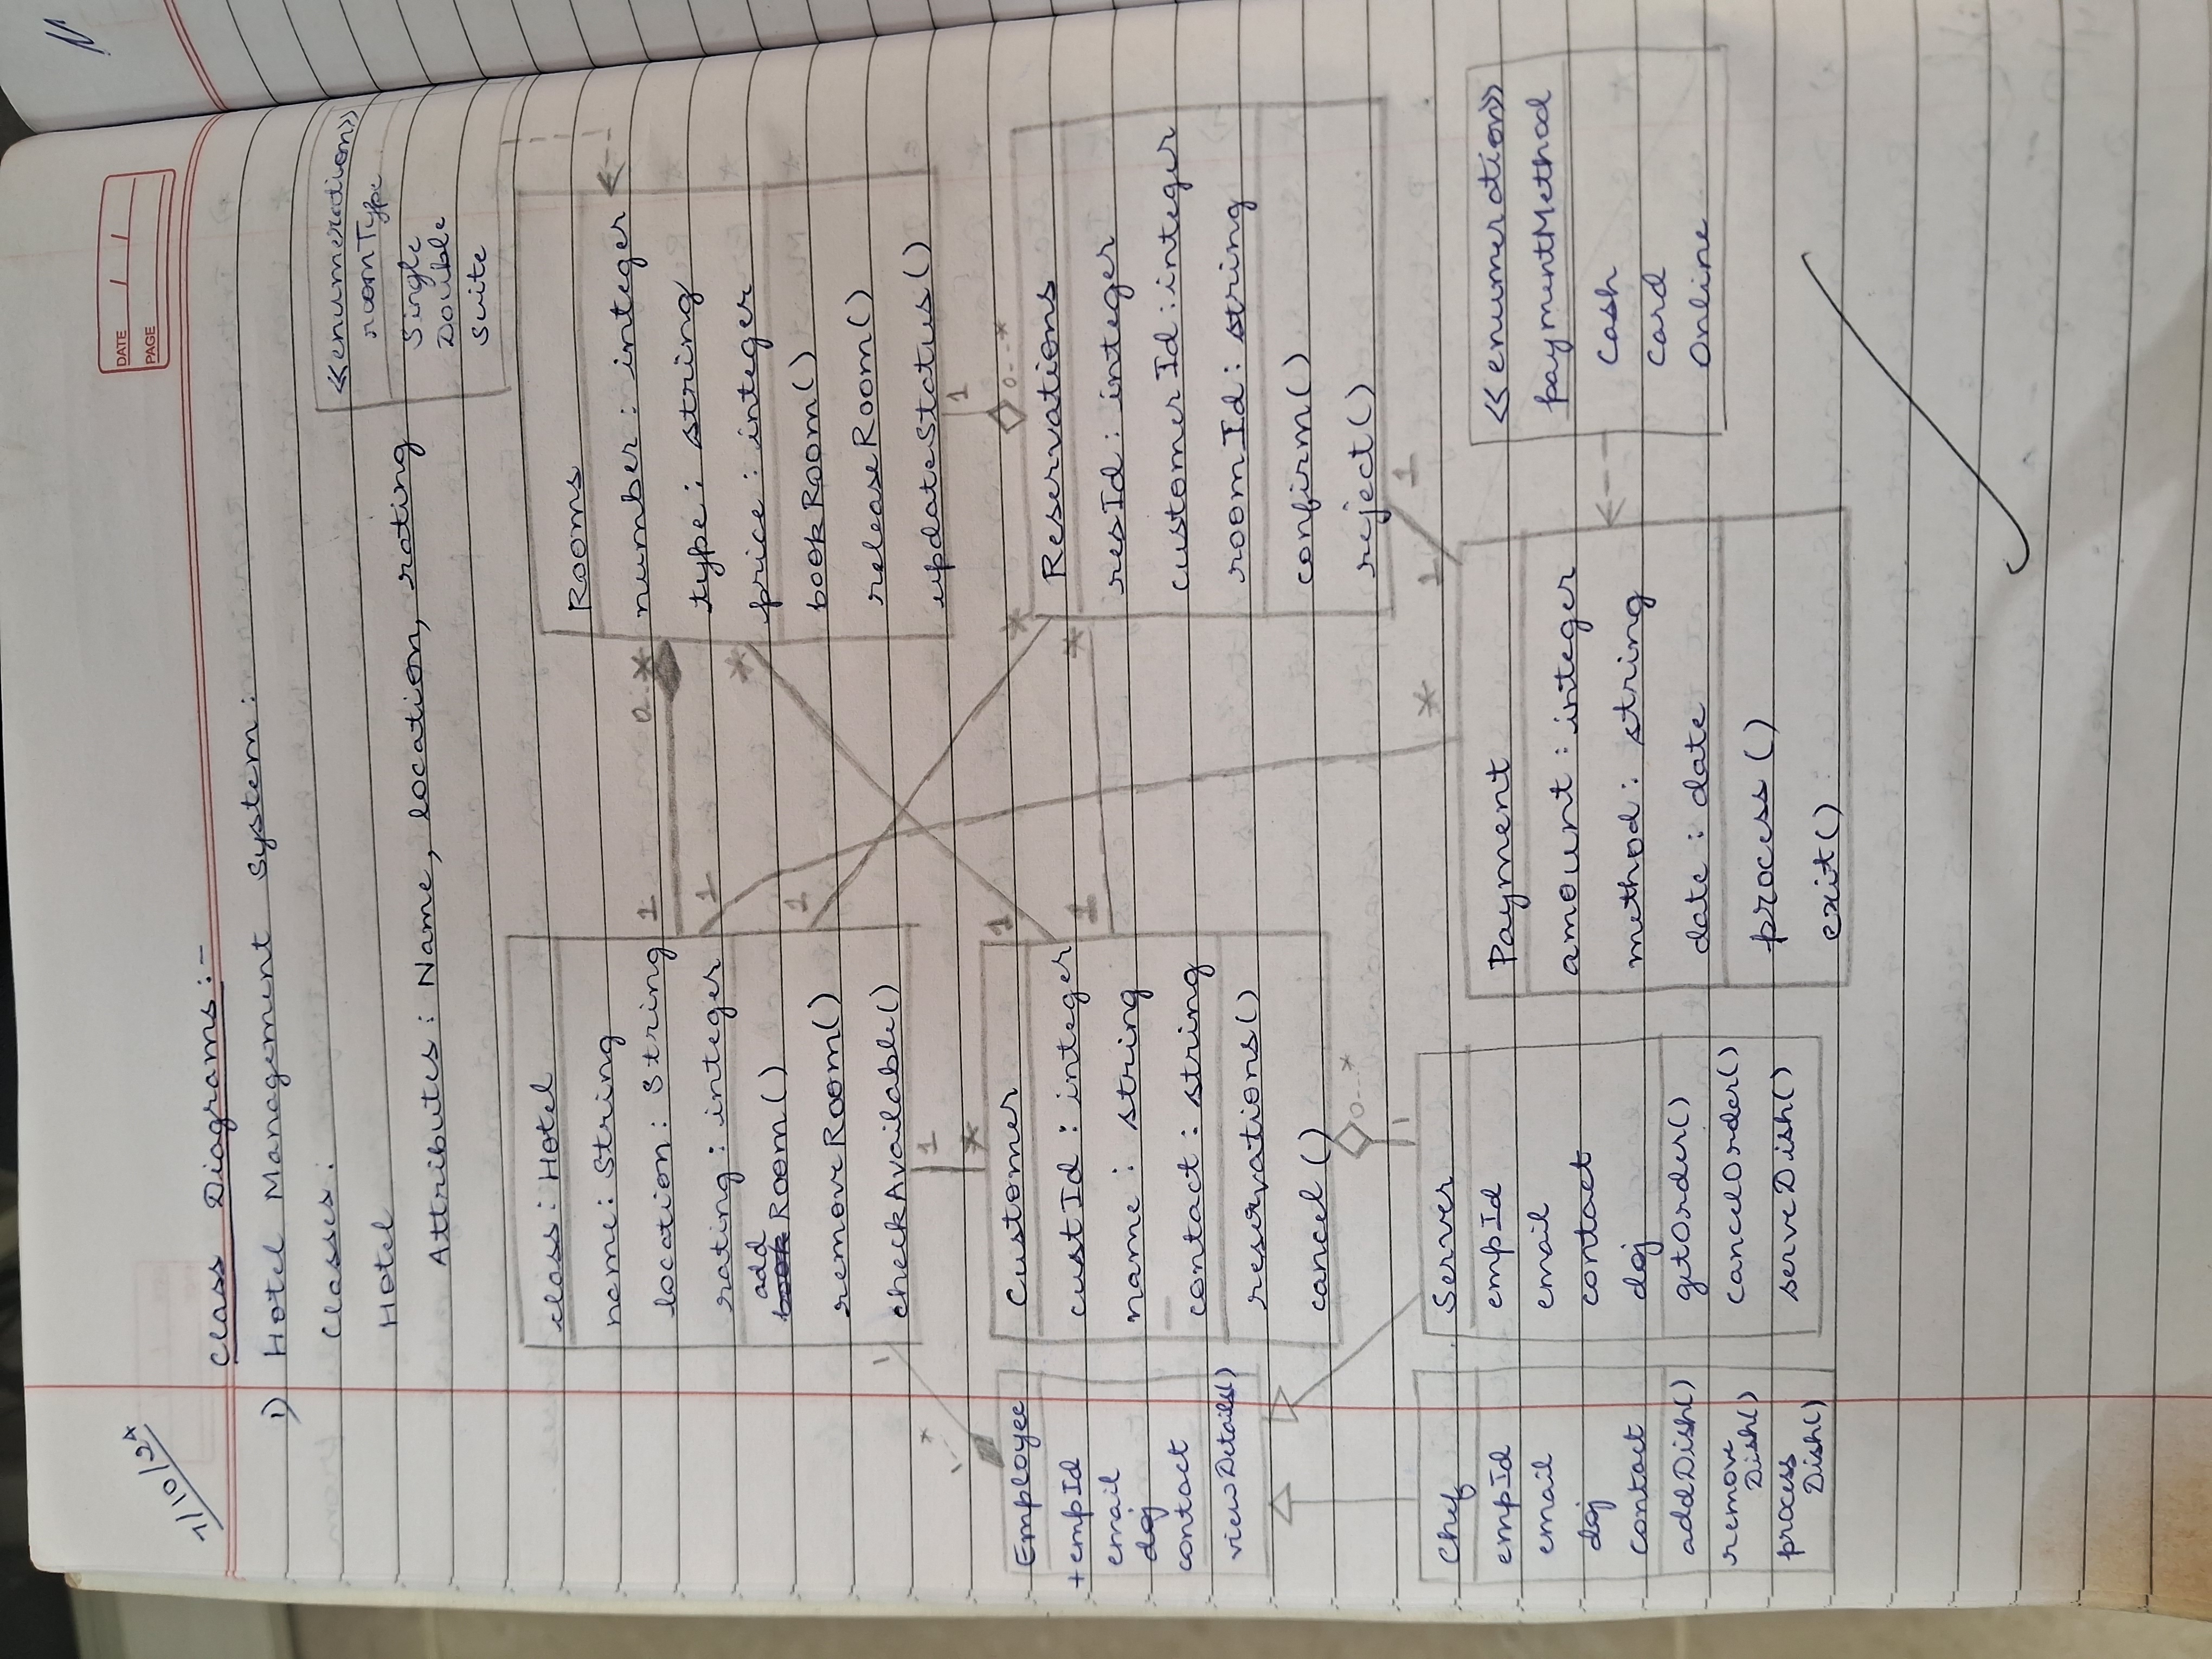 7/10/24
DATE / /
PAGE
Class Diagrams:-
1) Hotel Management System:
Classes:
Hotel
Attributes: Name, location, rating
<<enumeration>>
roomType
Single
Double
Suite
class: Hotel
name: String
location: String
rating: integer
add
book Room()
removeRoom()
checkAvailable()
1 0..*
1
1
1
1..*
1
*
Rooms
number: integer
type: string
price: integer
bookRoom()
releaseRoom()
updateStatus()
*
1
0..*
Employee
+empId
email
doj
contact
viewDetails()
Customer
custId: integer
name: string
contact: string
reservations()
cancel()
1
*
1 *
0..*
1
Reservations
resId: integer
customerId: integer
roomId: string
confirm()
reject()
1
1
*
Chef
empId
email
doj
contact
addDish()
remove
Dish()
process
Dish()
Server
empId
email
contact
doj
getOrder()
cancelOrder()
serveDish()
Payment
amount: integer
method: string
date: date
process()
exit()
<<enumeration>>
paymentMethod
Cash
Card
Online